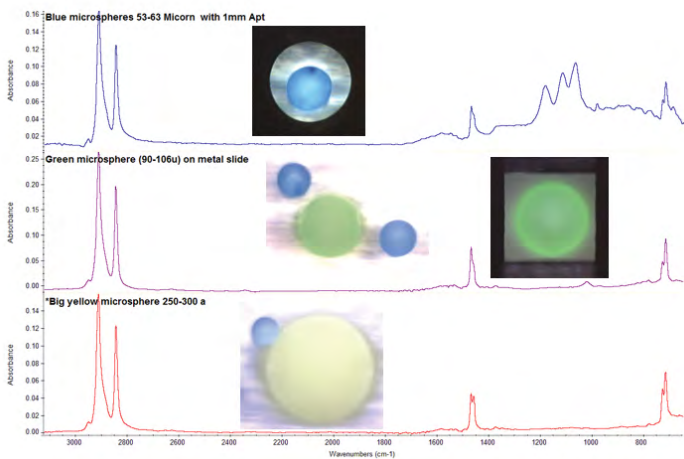 Blue microspheres 53-63 Micorn with 1mm Apt
0.16
0.14
0.12
0.10
0.08
0.06
0.04
0.02
Absorbance
Green microsphere (90-106u) on metal slide
0.25
0.20
0.15
0.10
0.05
0.00
Absorbance
*Big yellow microsphere 250-300 a
0.14
0.12
0.10
0.08
0.06
0.04
0.02
0.00
Absorbance
3000 2800 2600 2400 2200 2000 1800 1600 1400 1200 1000 800
Wavenumbers (cm-1)